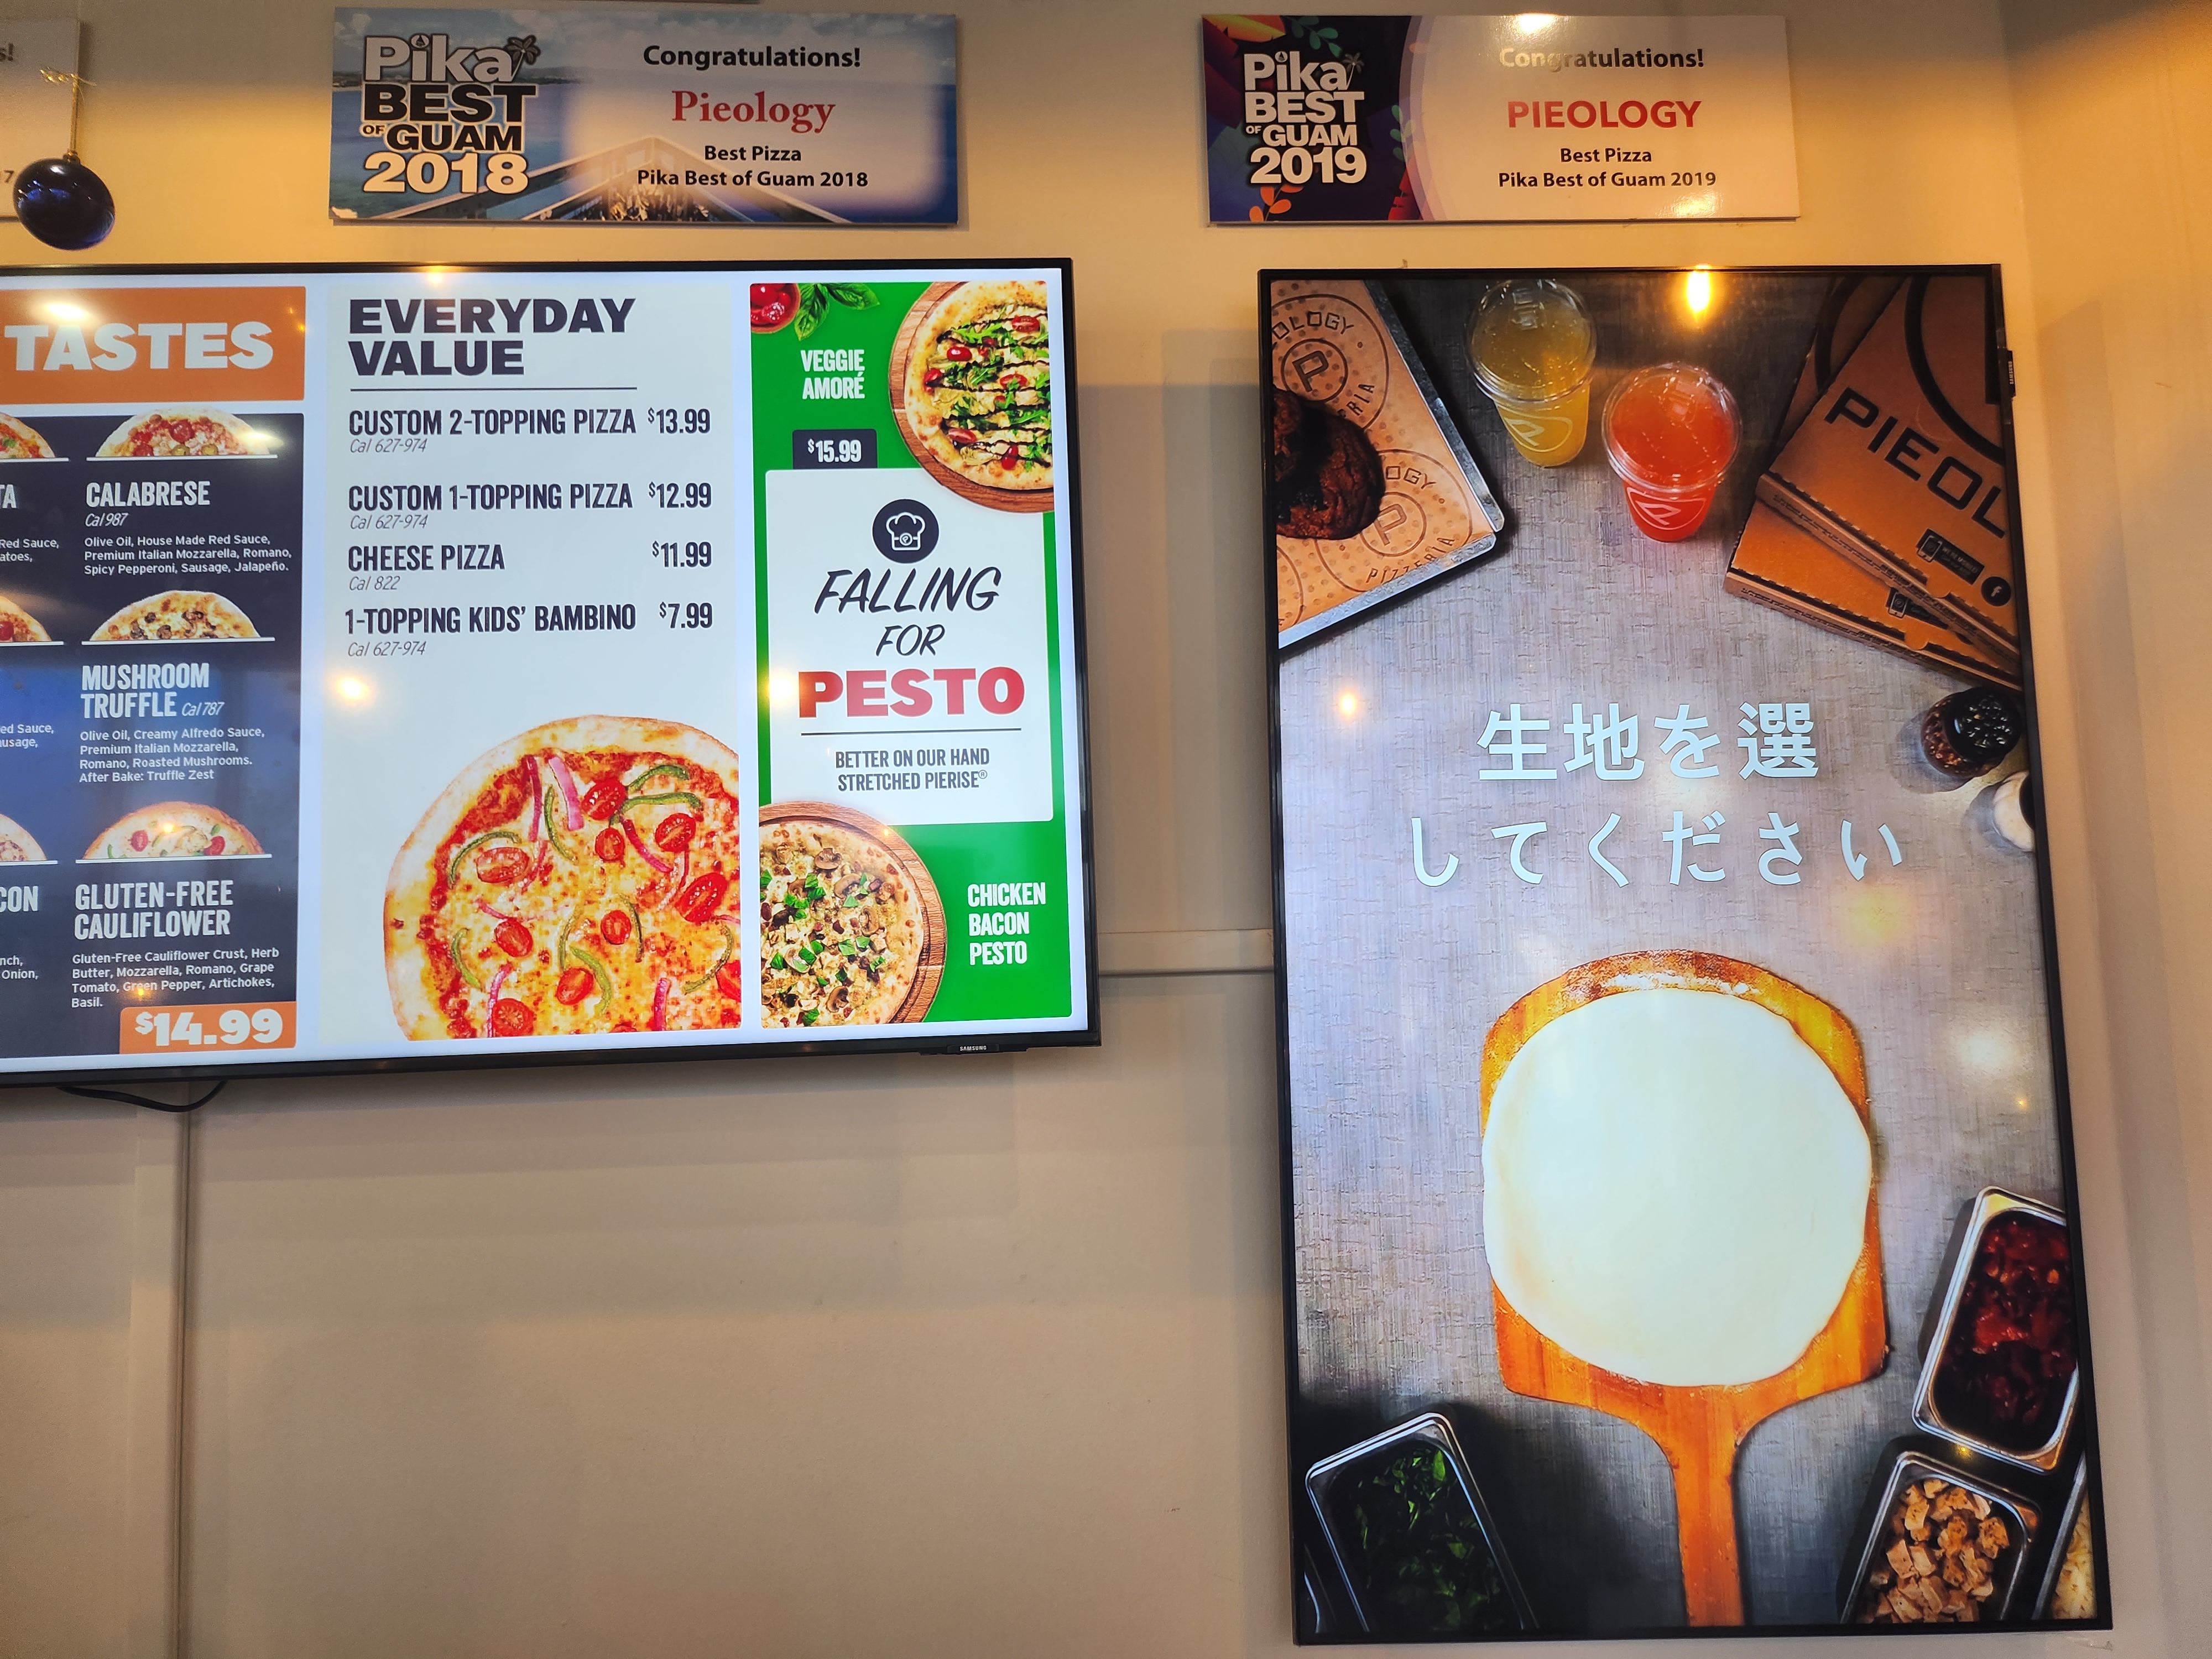 Pika
BEST
OF GUAM
2018
Congratulations!
Pieology
Best Pizza
Pika Best of Guam 2018
Pika
BEST
OF GUAM
2019
Congratulations!
PIEOLOGY
Best Pizza
Pika Best of Guam 2019
TASTES
CALABRESE
Cal 987
Olive Oil, House Made Red Sauce,
Premium Italian Mozzarella, Romano,
Spicy Pepperoni, Sausage, Jalapeño.
Red Sauce,
MUSHROOM
TRUFFLE Cal 787
Olive Oil, Creamy Alfredo Sauce,
Premium Italian Mozzarella,
Romano, Roasted Mushrooms.
After Bake: Truffle Zest
Sauce,
GLUTEN-FREE
CAULIFLOWER
Gluten-Free Cauliflower Crust, Herb
Butter, Mozzarella, Romano, Grape
Tomato, Green Pepper, Artichokes,
Basil.
Onion,
$14.99
EVERYDAY
VALUE
CUSTOM 2-TOPPING PIZZA $13.99
Cal 627-974
CUSTOM 1-TOPPING PIZZA $12.99
Cal 627-974
CHEESE PIZZA $11.99
Cal 822
1-TOPPING KIDS' BAMBINO $7.99
Cal 627-974
VEGGIE
AMORÉ
$15.99
FALLING
FOR
PESTO
BETTER ON OUR HAND
STRETCHED PIERISE®
CHICKEN
BACON
PESTO
SAMSUNG
PIEOL
PIZZERIA
生地を選
してください